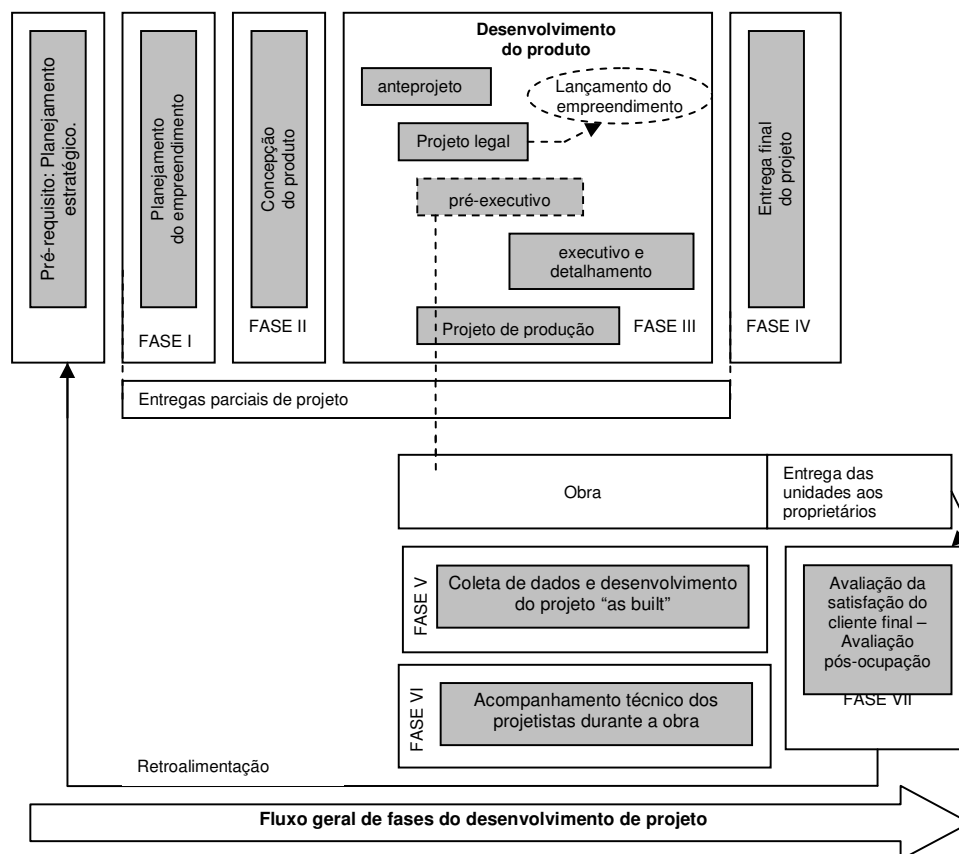 Pré-requisito: Planejamento
estratégico.
Planejamento
do empreendimento
FASE I
Concepção
do produto
FASE II
Desenvolvimento
do produto
anteprojeto
Lançamento do
empreendimento
Projeto legal
pré-executivo
executivo e
detalhamento
Projeto de produção
FASE III
Entrega final
do projeto
FASE IV
Entregas parciais de projeto
Obra
Entrega das
unidades aos
proprietários
FASE V
Coleta de dados e desenvolvimento
do projeto “as built”
Avaliação da
satisfação do
cliente final –
Avaliação
pós-ocupação
FASE VII
FASE VI
Acompanhamento técnico dos
projetistas durante a obra
Retroalimentação
Fluxo geral de fases do desenvolvimento de projeto